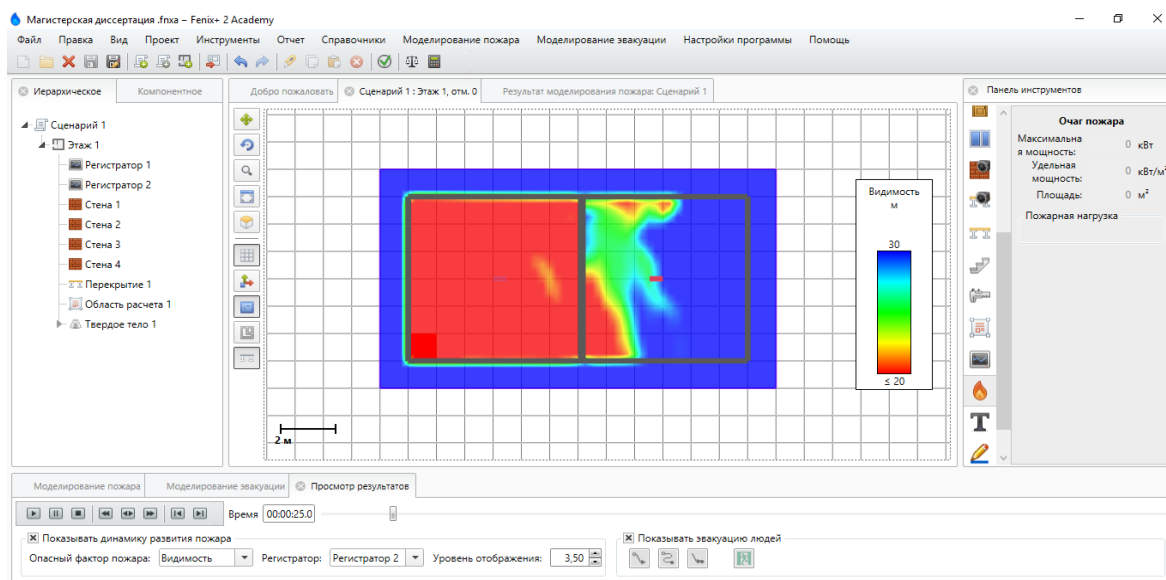 Магистерская диссертация .fnxa – Fenix+ 2 Academy
Файл Правка Вид Проект Инструменты Отчет Справочники Моделирование пожара Моделирование эвакуации Настройки программы Помощь
Иерархическое Компонентное
Добро пожаловать Сценарий 1 : Этаж 1, отм. 0 Результат моделирования пожара: Сценарий 1
Панель инструментов
Сценарий 1
Этаж 1
Регистратор 1
Регистратор 2
Стена 1
Стена 2
Стена 3
Стена 4
Перекрытие 1
Область расчета 1
Твердое тело 1
Видимость
м
30
≤ 20
2 м
Очаг пожара
Максимальна
я мощность: 0 кВт
Удельная
мощность: 0 кВт/м²
Площадь: 0 м²
Пожарная нагрузка
T
Моделирование пожара Моделирование эвакуации Просмотр результатов
Время 00:00:25.0
Показывать динамику развития пожара
Опасный фактор пожара: Видимость Регистратор: Регистратор 2 Уровень отображения: 3,50
Показывать эвакуацию людей